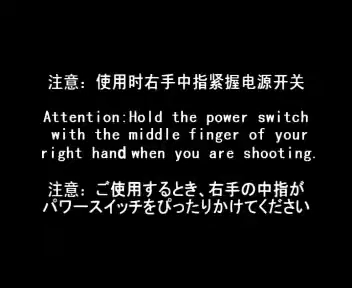 注意：使用时右手中指紧握电源开关
Attention:Hold the power switch
with the middle finger of your
right hand when you are shooting.
注意：ご使用するとき、右手の中指が
パワースイッチをぴったりかけてください